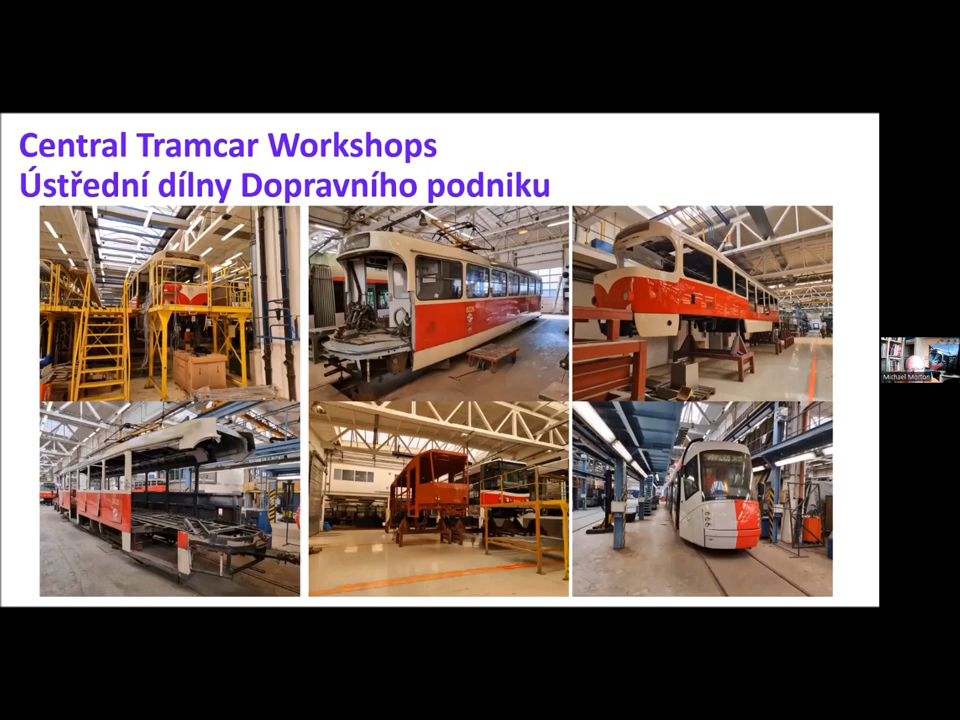 Central Tramcar Workshops
Ústřední dílny Dopravního podniku
Michael Morton